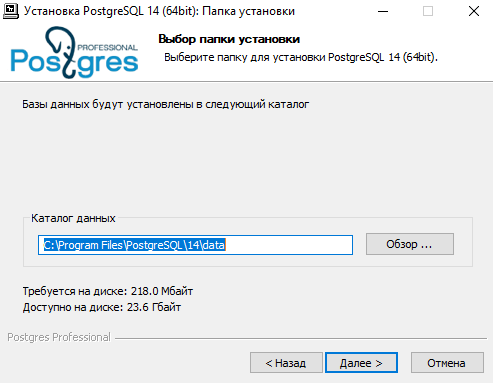 Установка PostgreSQL 14 (64bit): Папка установки
PROFESSIONAL
Postgres
Выбор папки установки
Выберите папку для установки PostgreSQL 14 (64bit).
Базы данных будут установлены в следующий каталог
Каталог данных
C:\Program Files\PostgreSQL\14\data
Обзор ...
Требуется на диске: 218.0 Мбайт
Доступно на диске: 23.6 Гбайт
Postgres Professional
< Назад
Далее >
Отмена